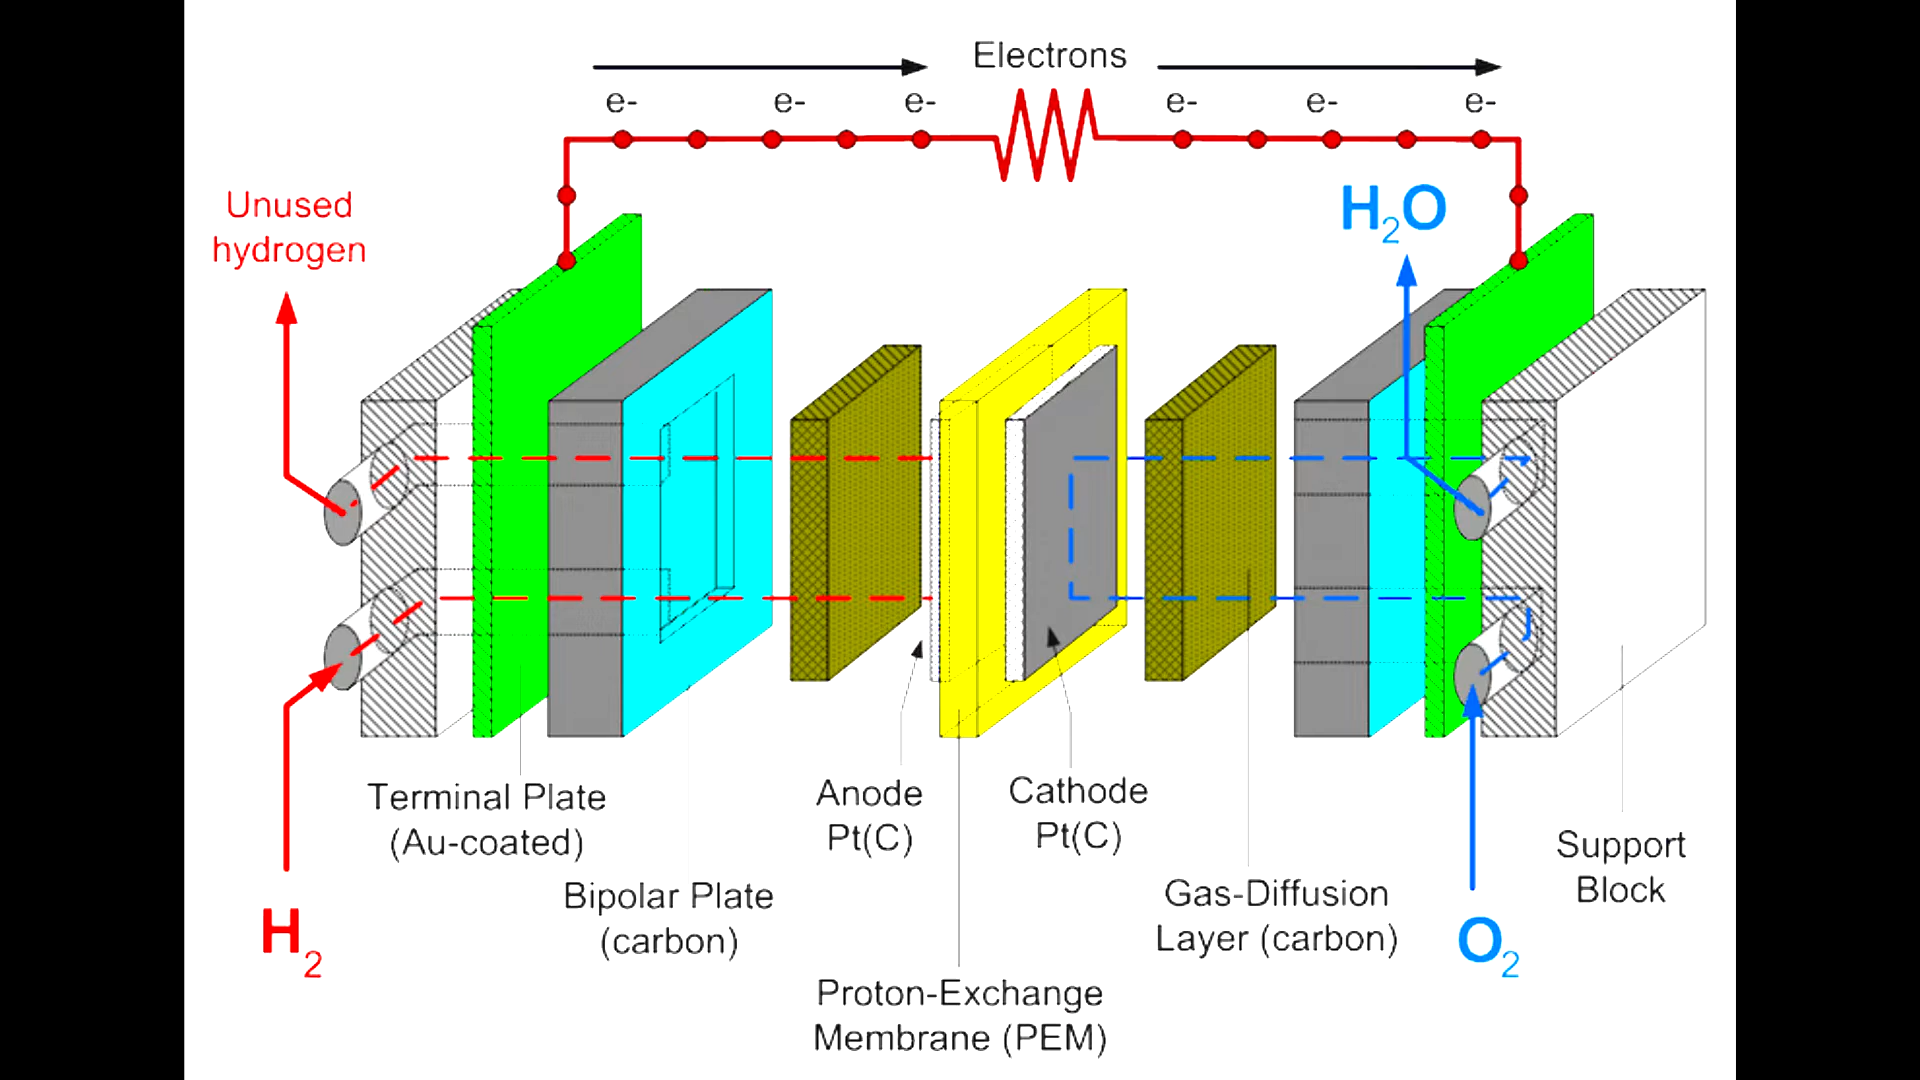 Electrons
e- e- e- e- e- e-
Unused
hydrogen
H2O
Terminal Plate
(Au-coated)
Bipolar Plate
(carbon)
Anode
Pt(C)
Cathode
Pt(C)
Gas-Diffusion
Layer (carbon)
Support
Block
H2
O2
Proton-Exchange
Membrane (PEM)